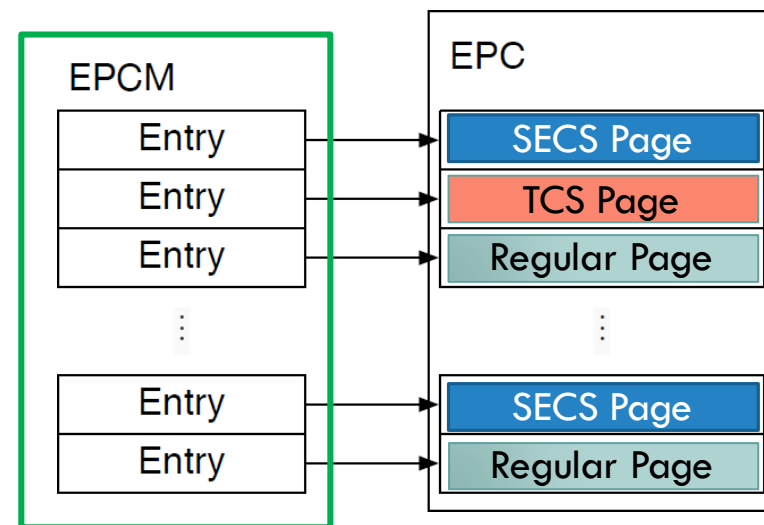 EPCM
Entry
Entry
Entry
⋮
Entry
Entry
EPC
SECS Page
TCS Page
Regular Page
⋮
SECS Page
Regular Page